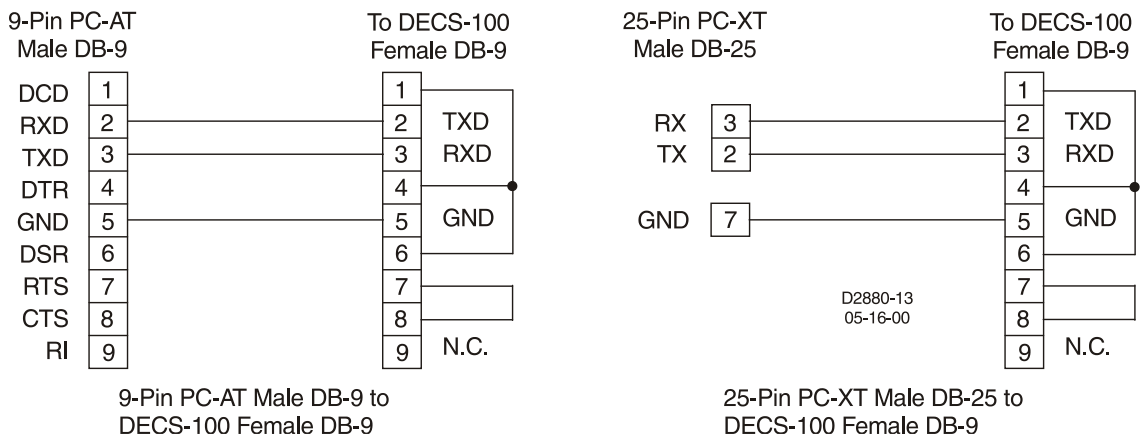 9-Pin PC-AT
Male DB-9
To DECS-100
Female DB-9
DCD 1 1
RXD 2 2 TXD
TXD 3 3 RXD
DTR 4 4
GND 5 5 GND
DSR 6 6
RTS 7 7
CTS 8 8
RI 9 9 N.C.
9-Pin PC-AT Male DB-9 to
DECS-100 Female DB-9
25-Pin PC-XT
Male DB-25
To DECS-100
Female DB-9
1
RX 3 2 TXD
TX 2 3 RXD
4
GND 7 5 GND
6
7
D2880-13
05-16-00
8
9 N.C.
25-Pin PC-XT Male DB-25 to
DECS-100 Female DB-9